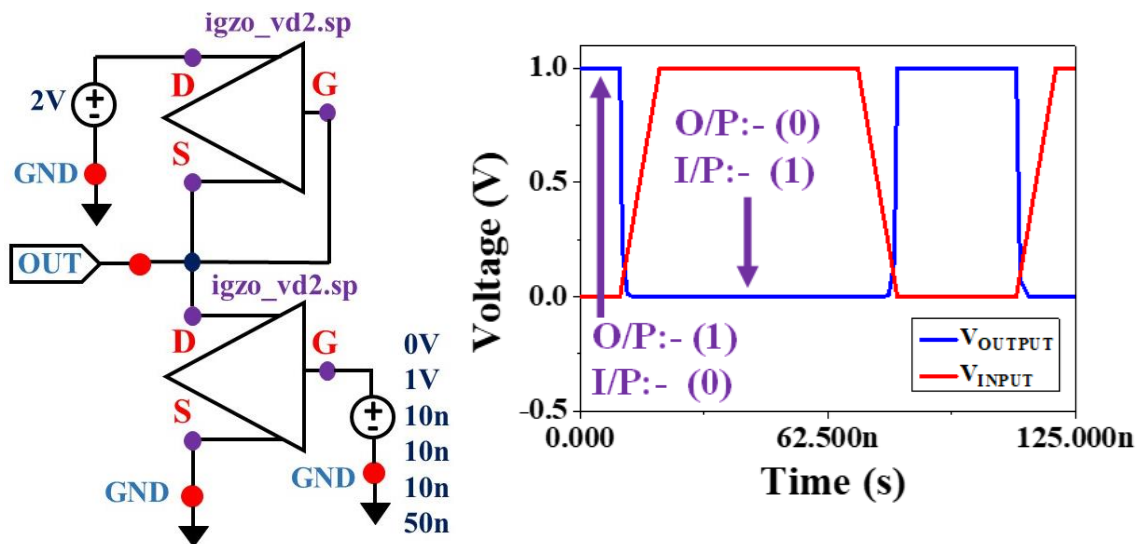 igzo_vd2.sp
D
G
2V
+
-
S
GND
OUT
igzo_vd2.sp
D
G
0V
1V
+
-
S
10n
10n
GND
GND
10n
50n
1.0
O/P:- (0)
I/P:- (1)
0.5
Voltage (V)
0.0
O/P:- (1)
I/P:- (0)
VOUTPUT
VINPUT
-0.5
0.000
62.500n
125.000n
Time (s)